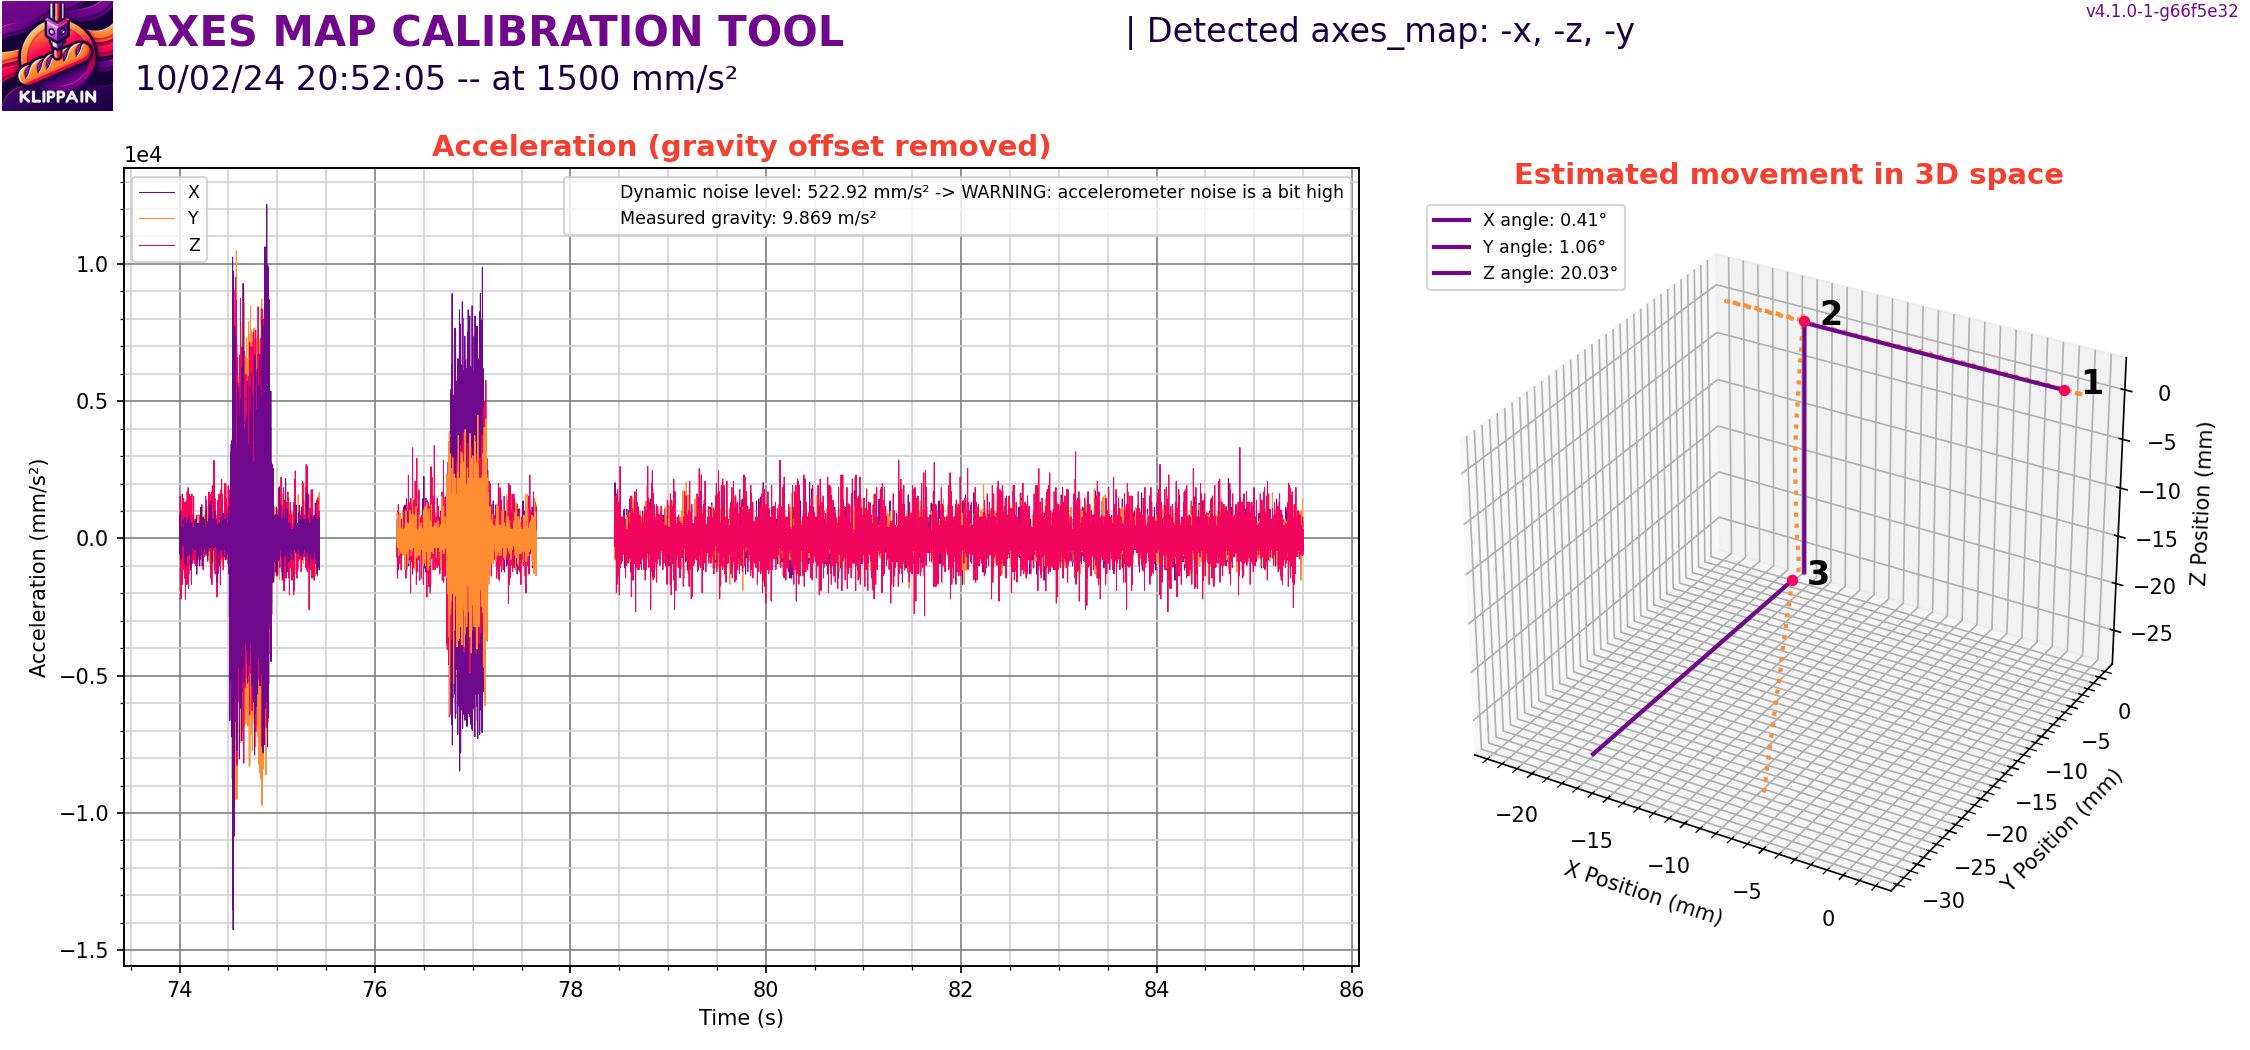 AXES MAP CALIBRATION TOOL
| Detected axes_map: -x, -z, -y
v4.1.0-1-g66f5e32
10/02/24 20:52:05 -- at 1500 mm/s²
KLIPPAIN
Acceleration (gravity offset removed)
1e4
X
Y
Z
Dynamic noise level: 522.92 mm/s² -> WARNING: accelerometer noise is a bit high
Measured gravity: 9.869 m/s²
1.0
0.5
0.0
−0.5
−1.0
−1.5
Acceleration (mm/s²)
74
76
78
80
82
84
86
Time (s)
Estimated movement in 3D space
X angle: 0.41°
Y angle: 1.06°
Z angle: 20.03°
2
1
3
0
−5
−10
−15
−20
−25
Z Position (mm)
0
−5
−10
−15
−20
−25
−30
Y Position (mm)
−20
−15
−10
−5
0
X Position (mm)